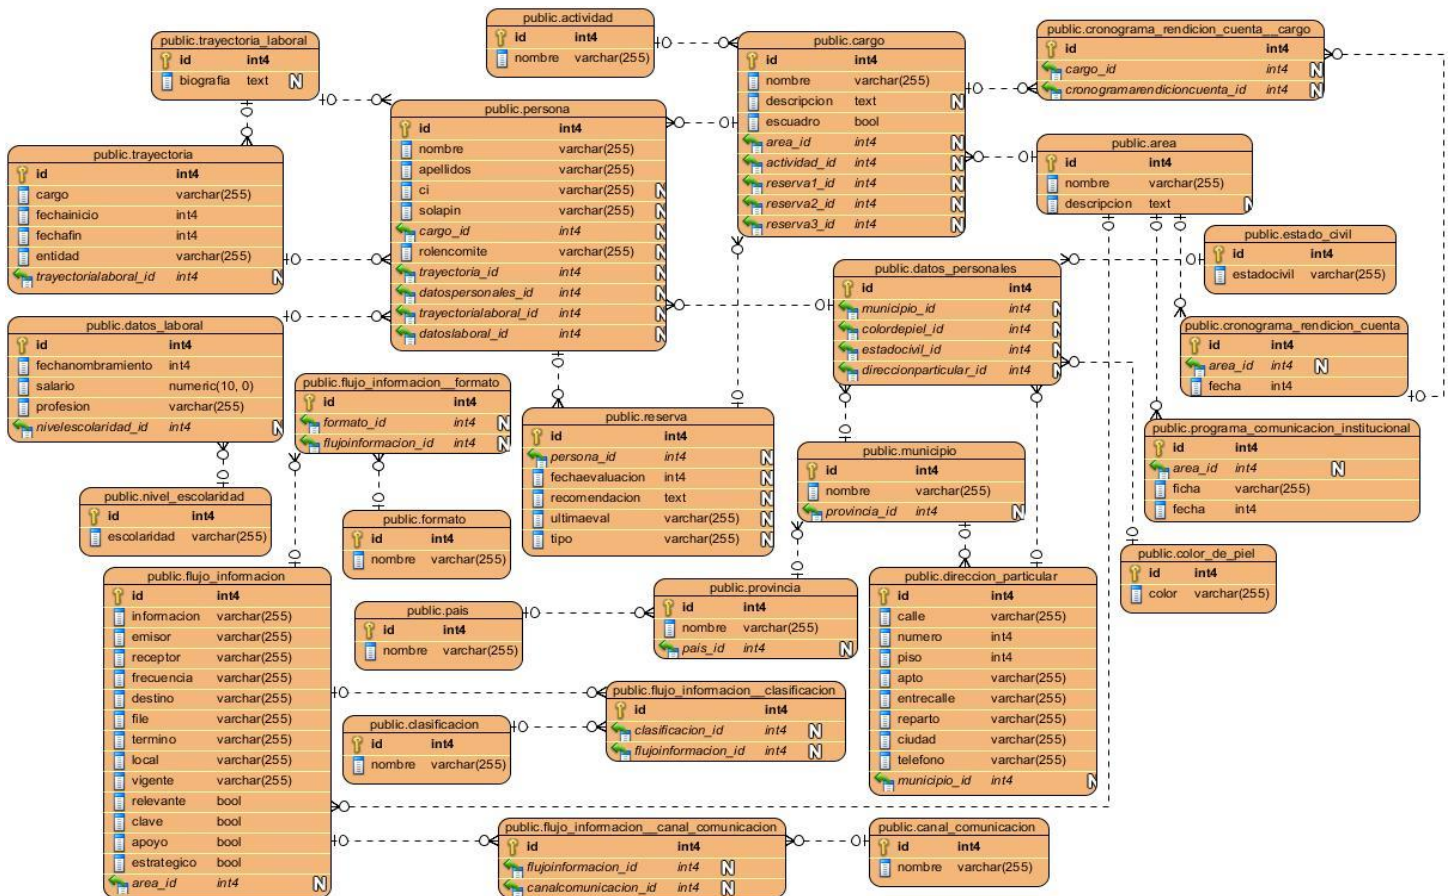 public.actividad
id int4
nombre varchar(255)
public.trayectoria_laboral
id int4
biografia text N
public.cargo
id int4
nombre varchar(255)
descripcion text N
escuadro bool
area_id int4 N
actividad_id int4 N
reserva1_id int4 N
reserva2_id int4 N
reserva3_id int4 N
public.cronograma_rendicion_cuenta__cargo
id int4
cargo_id int4 N
cronogramarendicioncuenta_id int4 N
public.persona
id int4
nombre varchar(255)
apellidos varchar(255)
ci varchar(255) N
solapin varchar(255) N
cargo_id int4 N
rolencomite varchar(255) N
trayectoria_id int4 N
datospersonales_id int4 N
trayectorialaboral_id int4 N
datoslaboral_id int4 N
public.trayectoria
id int4
cargo varchar(255)
fechainicio int4
fechafin int4
entidad varchar(255)
trayectorialaboral_id int4 N
public.area
id int4
nombre varchar(255)
descripcion text N
public.estado_civil
id int4
estadocivil varchar(255)
public.datos_personales
id int4
municipio_id int4 N
colordepiel_id int4 N
estadocivil_id int4 N
direccionparticular_id int4 N
public.datos_laboral
id int4
fechanombramiento int4
salario numeric(10, 0)
profesion varchar(255)
nivelescolaridad_id int4 N
public.cronograma_rendicion_cuenta
id int4
area_id int4 N
fecha int4
public.flujo_informacion__formato
id int4
formato_id int4 N
flujoinformacion_id int4 N
public.reserva
id int4
persona_id int4 N
fechaevaluacion int4 N
recomendacion text N
ultimaeval varchar(255) N
tipo varchar(255) N
public.programa_comunicacion_institucional
id int4
area_id int4 N
ficha varchar(255)
fecha int4
public.municipio
id int4
nombre varchar(255)
provincia_id int4 N
public.nivel_escolaridad
id int4
escolaridad varchar(255)
public.formato
id int4
nombre varchar(255)
public.color_de_piel
id int4
color varchar(255)
public.flujo_informacion
id int4
informacion varchar(255)
emisor varchar(255)
receptor varchar(255)
frecuencia varchar(255)
destino varchar(255)
file varchar(255)
termino varchar(255)
local varchar(255)
vigente varchar(255)
relevante bool
clave bool
apoyo bool
estrategico bool
area_id int4 N
public.direccion_particular
id int4
calle varchar(255)
numero int4
piso int4
apto varchar(255)
entrecalle varchar(255)
reparto varchar(255)
ciudad varchar(255)
telefono varchar(255)
municipio_id int4 N
public.provincia
id int4
nombre varchar(255)
pais_id int4 N
public.pais
id int4
nombre varchar(255)
public.flujo_informacion__clasificacion
id int4
clasificacion_id int4 N
flujoinformacion_id int4 N
public.clasificacion
id int4
nombre varchar(255)
public.flujo_informacion__canal_comunicacion
id int4
flujoinformacion_id int4 N
canalcomunicacion_id int4 N
public.canal_comunicacion
id int4
nombre varchar(255)